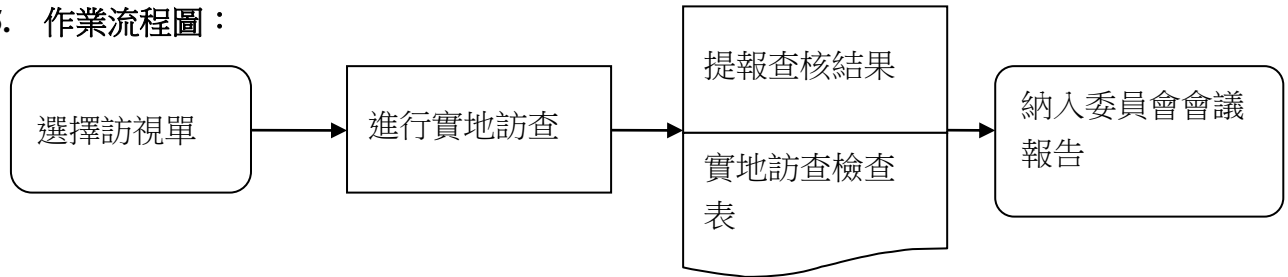 . 作業流程圖：
選擇訪視單
進行實地訪查
提報查核結果
實地訪查檢查
表
納入委員會會議
報告